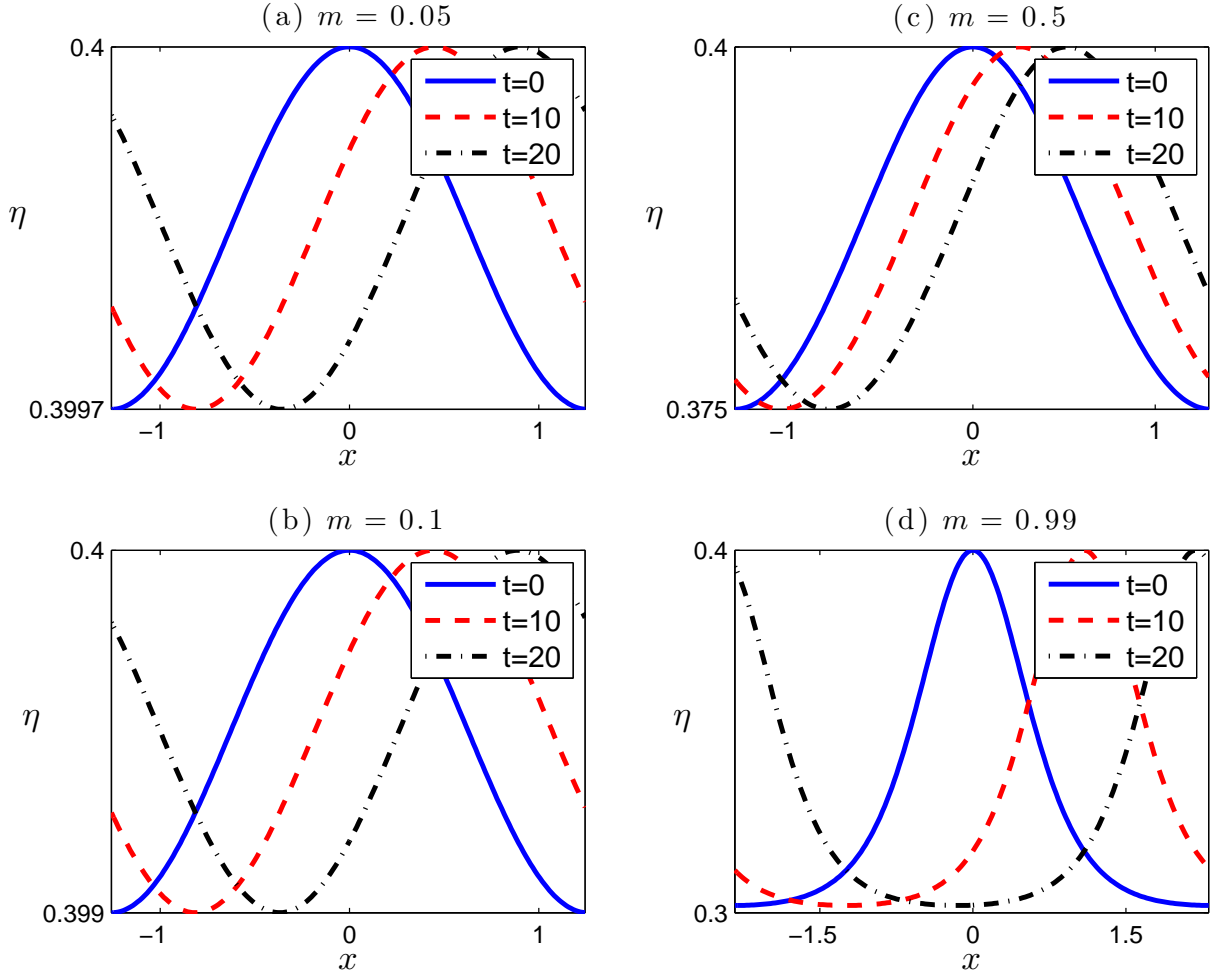 (a) m = 0.05
0.4
t=0
t=10
t=20
η
0.3997
−1
0
1
x
(c) m = 0.5
0.4
t=0
t=10
t=20
η
0.375
−1
0
1
x
(b) m = 0.1
0.4
t=0
t=10
t=20
η
0.399
−1
0
1
x
(d) m = 0.99
0.4
t=0
t=10
t=20
η
0.3
−1.5
0
1.5
x